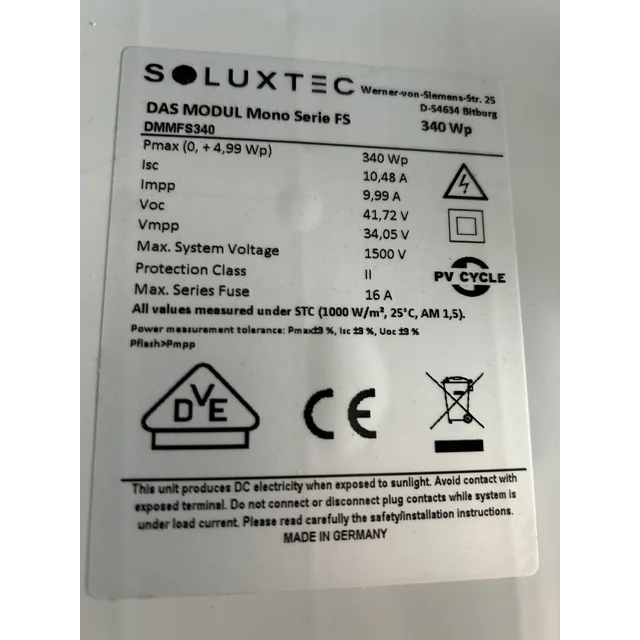 SOLUXTEC
Werner-von-Siemens-Str. 25
D-54634 Bitburg
DAS MODUL Mono Serie FS
DMMFS340
340 Wp
Pmax (0, + 4,99 Wp) 340 Wp
Isc 10,48 A
Impp 9,99 A
Voc 41,72 V
Vmpp 34,05 V
Max. System Voltage 1500 V
Protection Class II
Max. Series Fuse 16 A
PV CYCLE
All values measured under STC (1000 W/m², 25°C, AM 1,5).
Power measurement tolerance: Pmax±3 %, Isc ±3 %, Uoc ±3 %
Pflash>Pmpp
DVE
CE
This unit produces DC electricity when exposed to sunlight. Avoid contact with
exposed terminal. Do not connect or disconnect plug contacts while system is
under load current. Please read carefully the safety/installation instructions.
MADE IN GERMANY